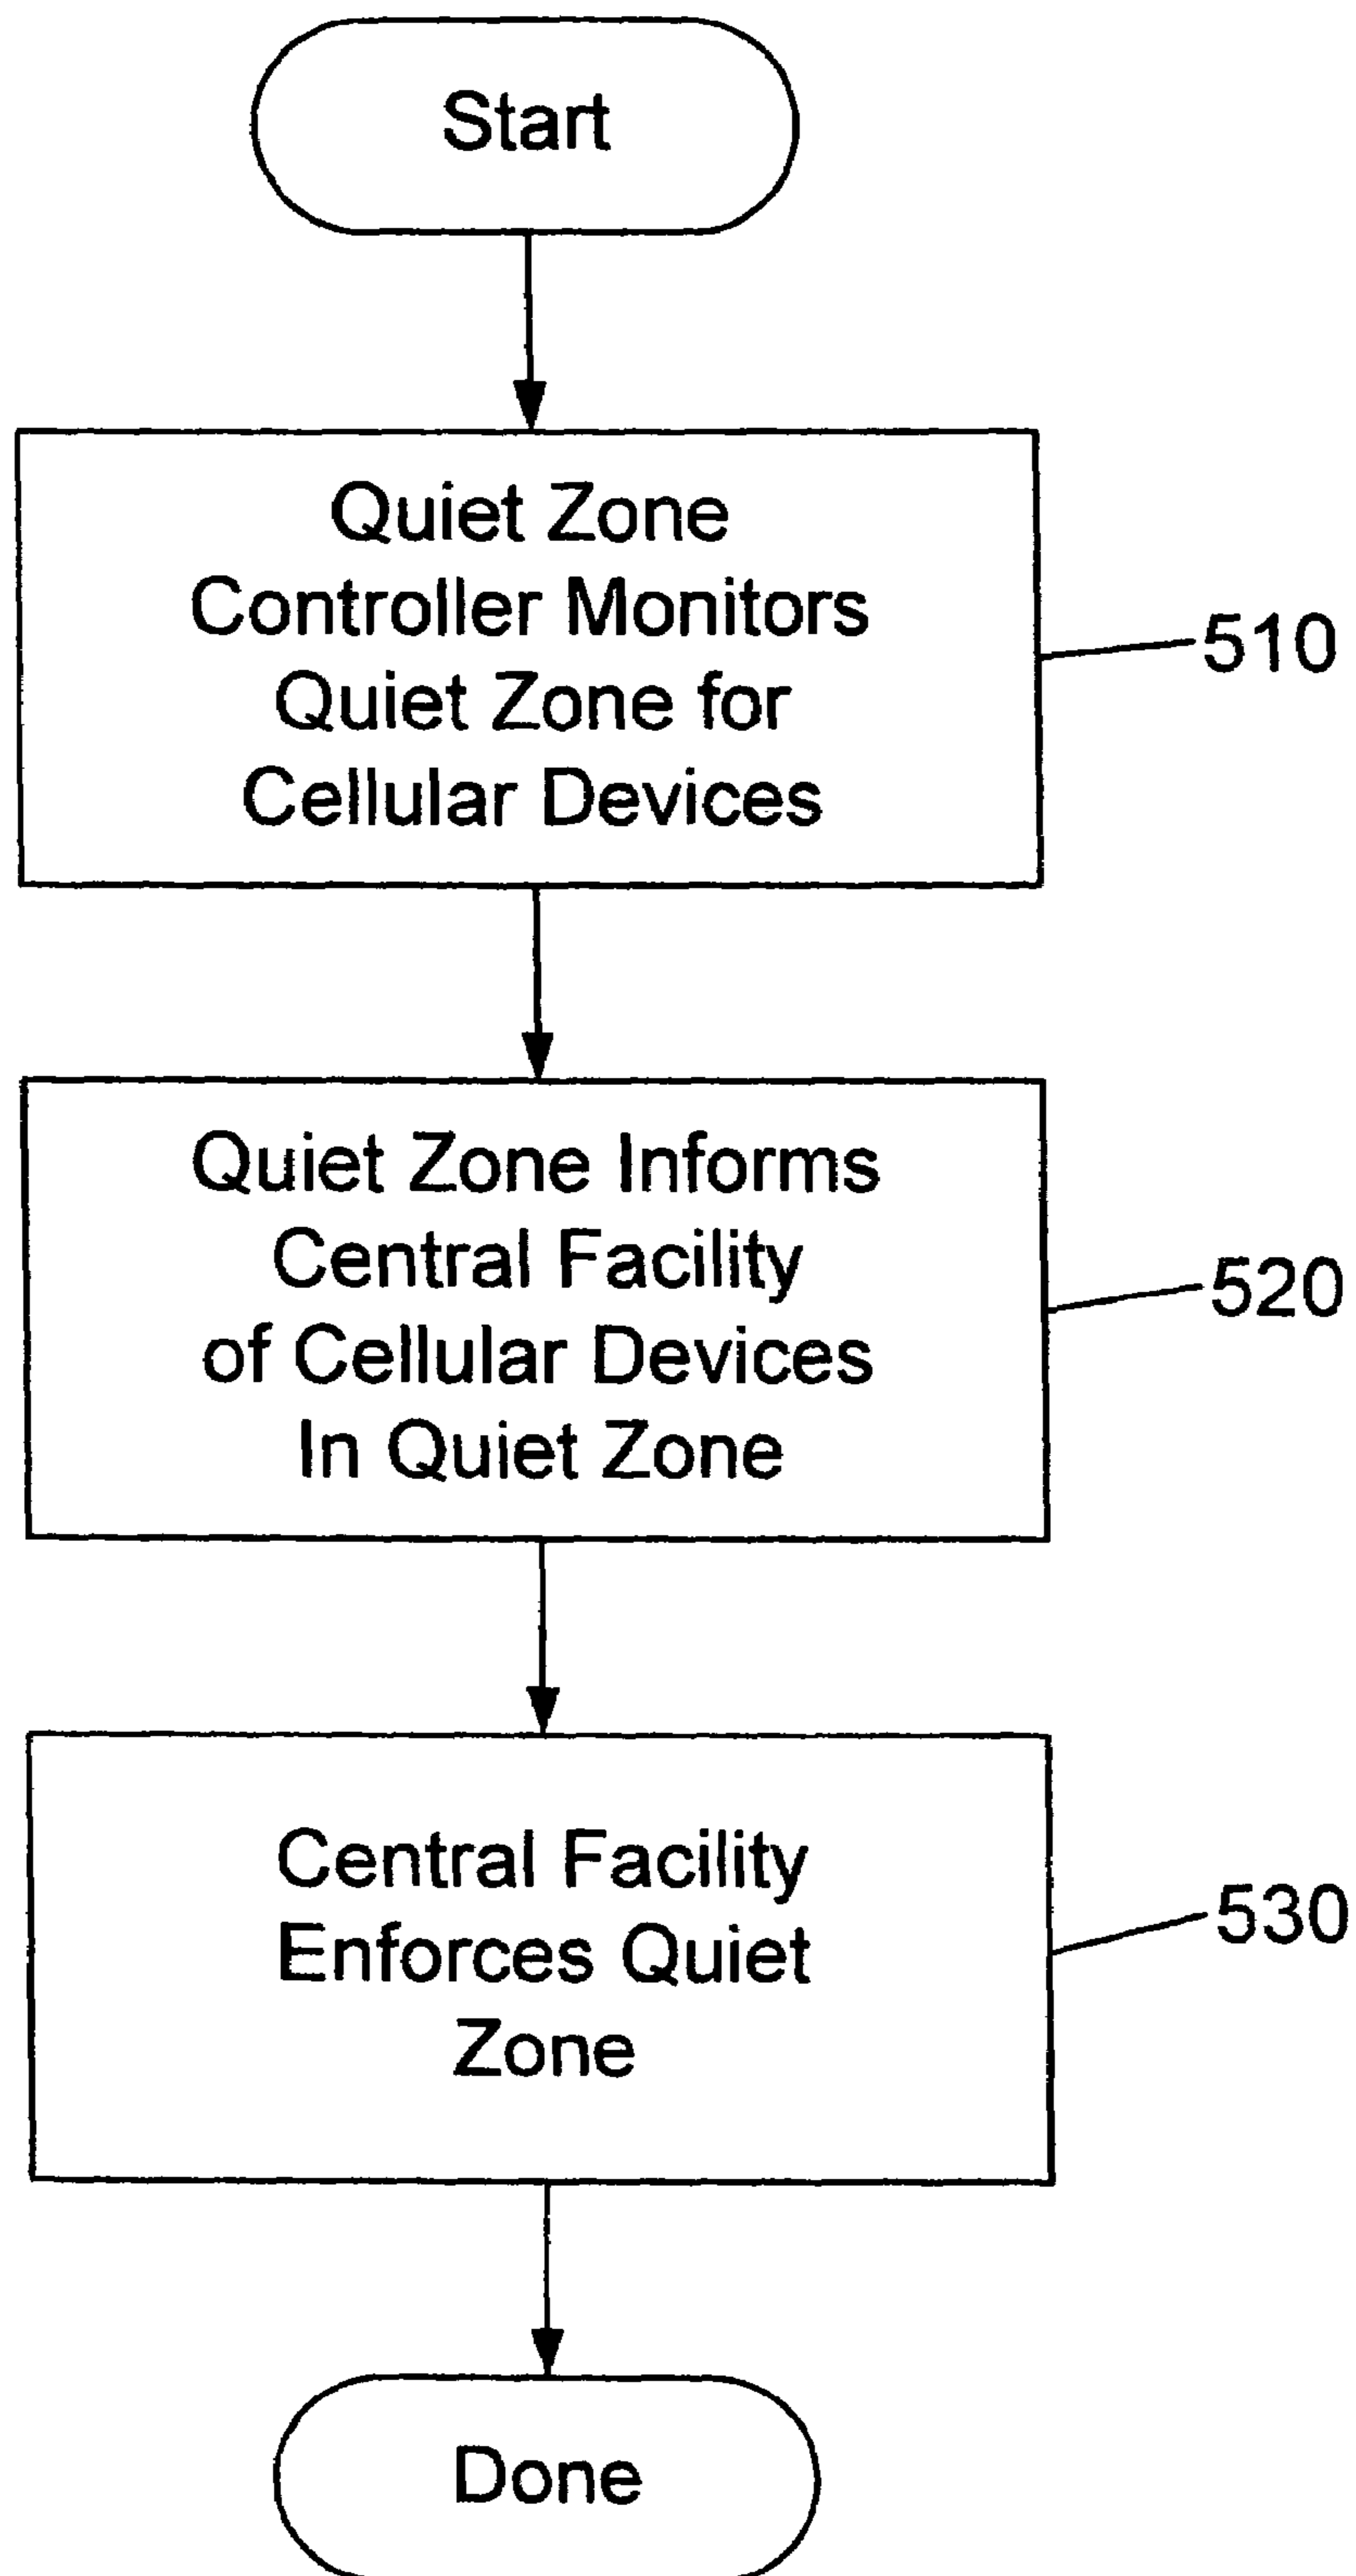 Start
Quiet Zone
Controller Monitors
Quiet Zone for
Cellular Devices
510
Quiet Zone Informs
Central Facility
of Cellular Devices
In Quiet Zone
520
Central Facility
Enforces Quiet
Zone
530
Done